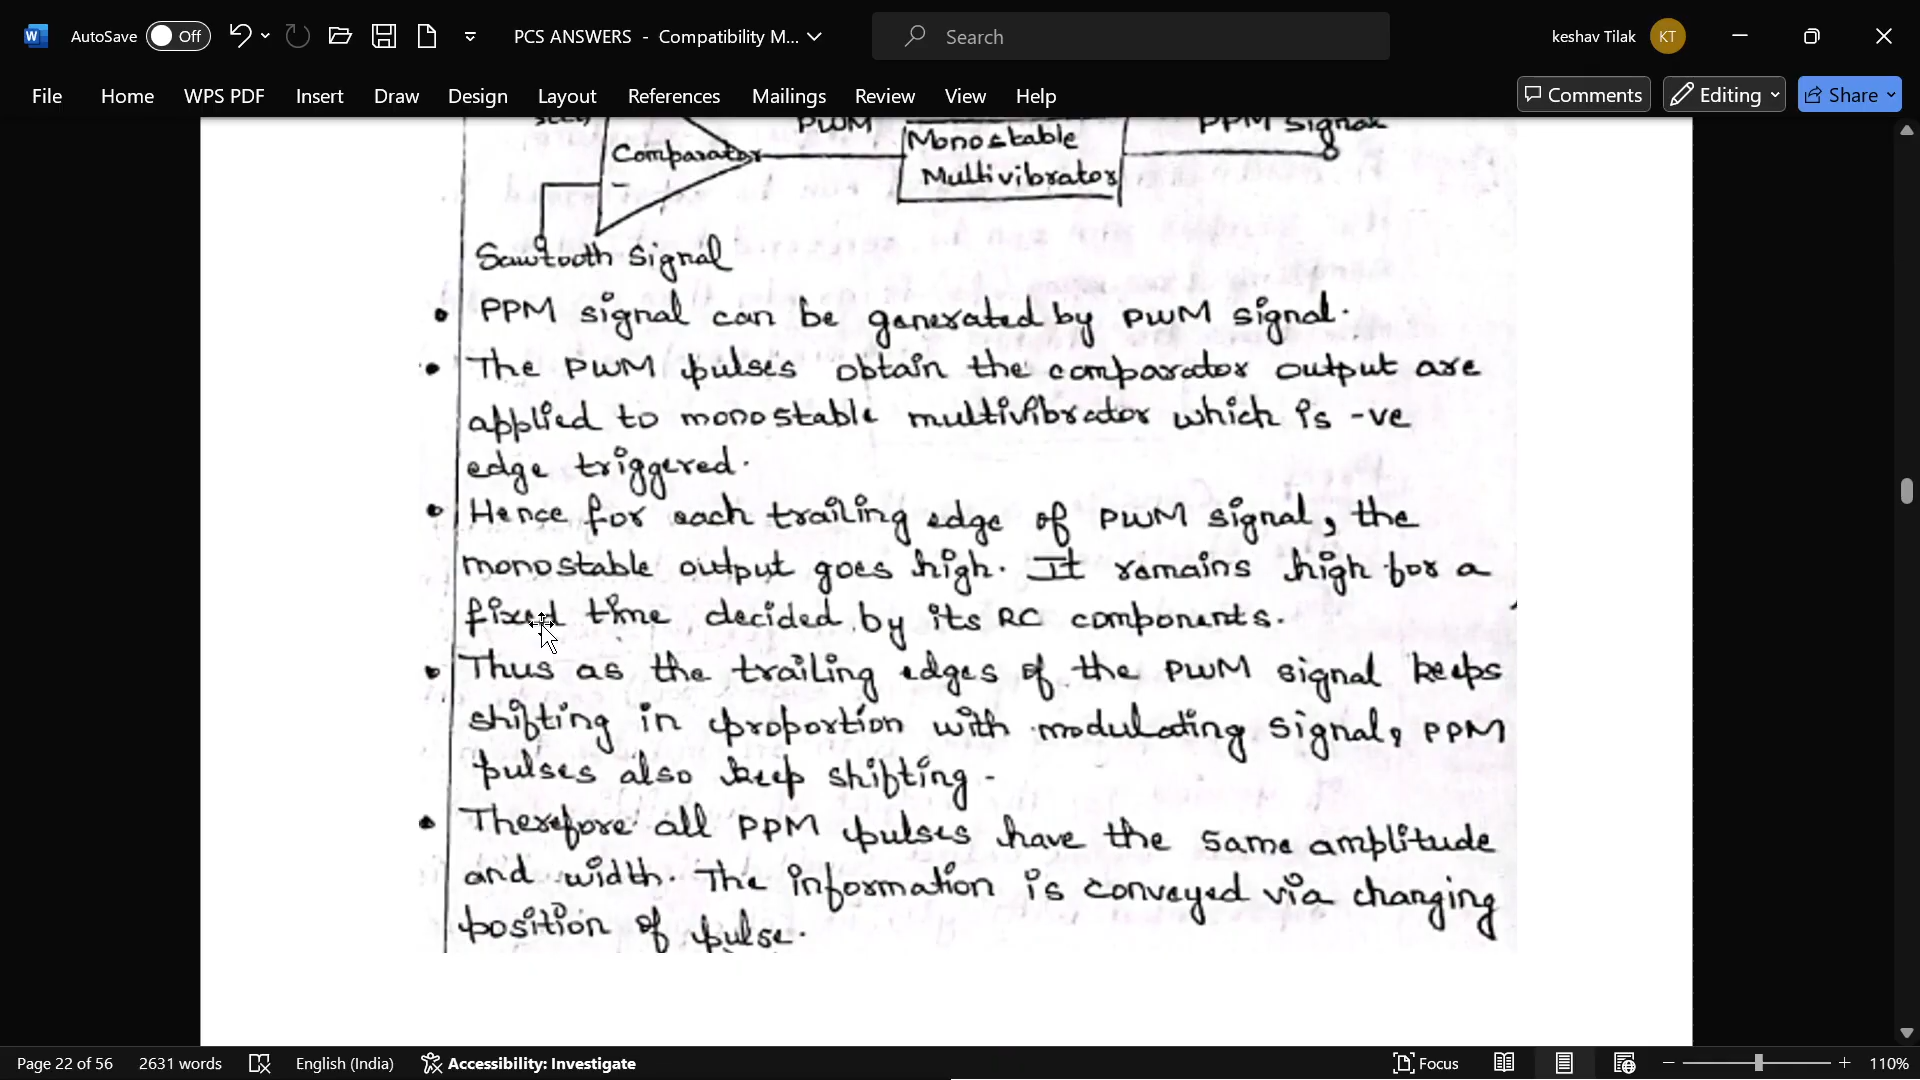 AutoSave Off PCS ANSWERS - Compatibility M... Search keshav Tilak KT
File Home WPS PDF Insert Draw Design Layout References Mailings Review View Help Comments Editing Share
PWM PPM signal
Comparator Monostable
Multivibrator
-
Sawtooth signal
• PPM signal can be generated by PWM signal.
• The PWM pulses obtain the comparator output are
applied to monostable multivibrator which is -ve
edge triggered.
• Hence for each trailing edge of PWM signal, the
monostable output goes high. It remains high for a
fixed time decided by its RC components.
• Thus as the trailing edges of the PWM signal keeps
shifting in proportion with modulating signal, PPM
pulses also keep shifting -
• Therefore all PPM pulses have the same amplitude
and width. The information is conveyed via changing
position of pulse.
Page 22 of 56 2631 words English (India) Accessibility: Investigate Focus 110%